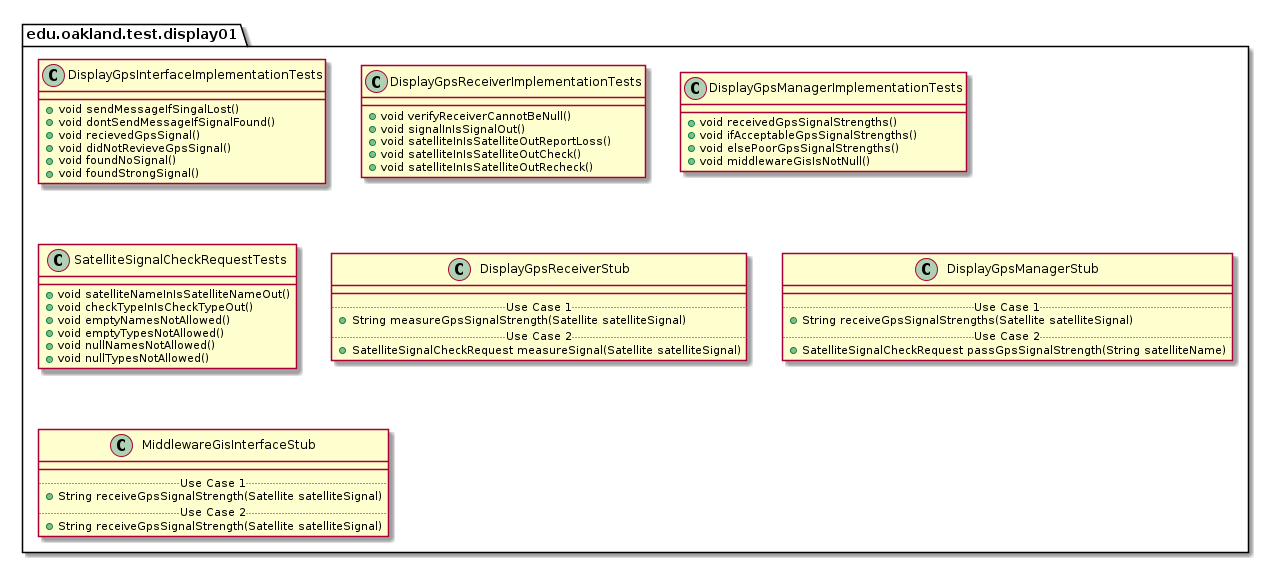 edu.oakland.test.display01
C DisplayGpsInterfaceImplementationTests
void sendMessageIfSingalLost()
void dontSendMessageIfSignalFound()
void recievedGpsSignal()
void didNotRevieveGpsSignal()
void foundNoSignal()
void foundStrongSignal()
C DisplayGpsReceiverImplementationTests
void verifyReceiverCannotBeNull()
void signalInIsSignalOut()
void satelliteInIsSatelliteOutReportLoss()
void satelliteInIsSatelliteOutCheck()
void satelliteInIsSatelliteOutRecheck()
C DisplayGpsManagerImplementationTests
void receivedGpsSignalStrengths()
void ifAcceptableGpsSignalStrengths()
void elsePoorGpsSignalStrengths()
void middlewareGisIsNotNull()
C SatelliteSignalCheckRequestTests
void satelliteNameInIsSatelliteNameOut()
void checkTypeInIsCheckTypeOut()
void emptyNamesNotAllowed()
void emptyTypesNotAllowed()
void nullNamesNotAllowed()
void nullTypesNotAllowed()
C DisplayGpsReceiverStub
Use Case 1
String measureGpsSignalStrength(Satellite satelliteSignal)
Use Case 2
SatelliteSignalCheckRequest measureSignal(Satellite satelliteSignal)
C DisplayGpsManagerStub
Use Case 1
String receiveGpsSignalStrengths(Satellite satelliteSignal)
Use Case 2
SatelliteSignalCheckRequest passGpsSignalStrength(String satelliteName)
C MiddlewareGisInterfaceStub
Use Case 1
String receiveGpsSignalStrength(Satellite satelliteSignal)
Use Case 2
String receiveGpsSignalStrength(Satellite satelliteSignal)